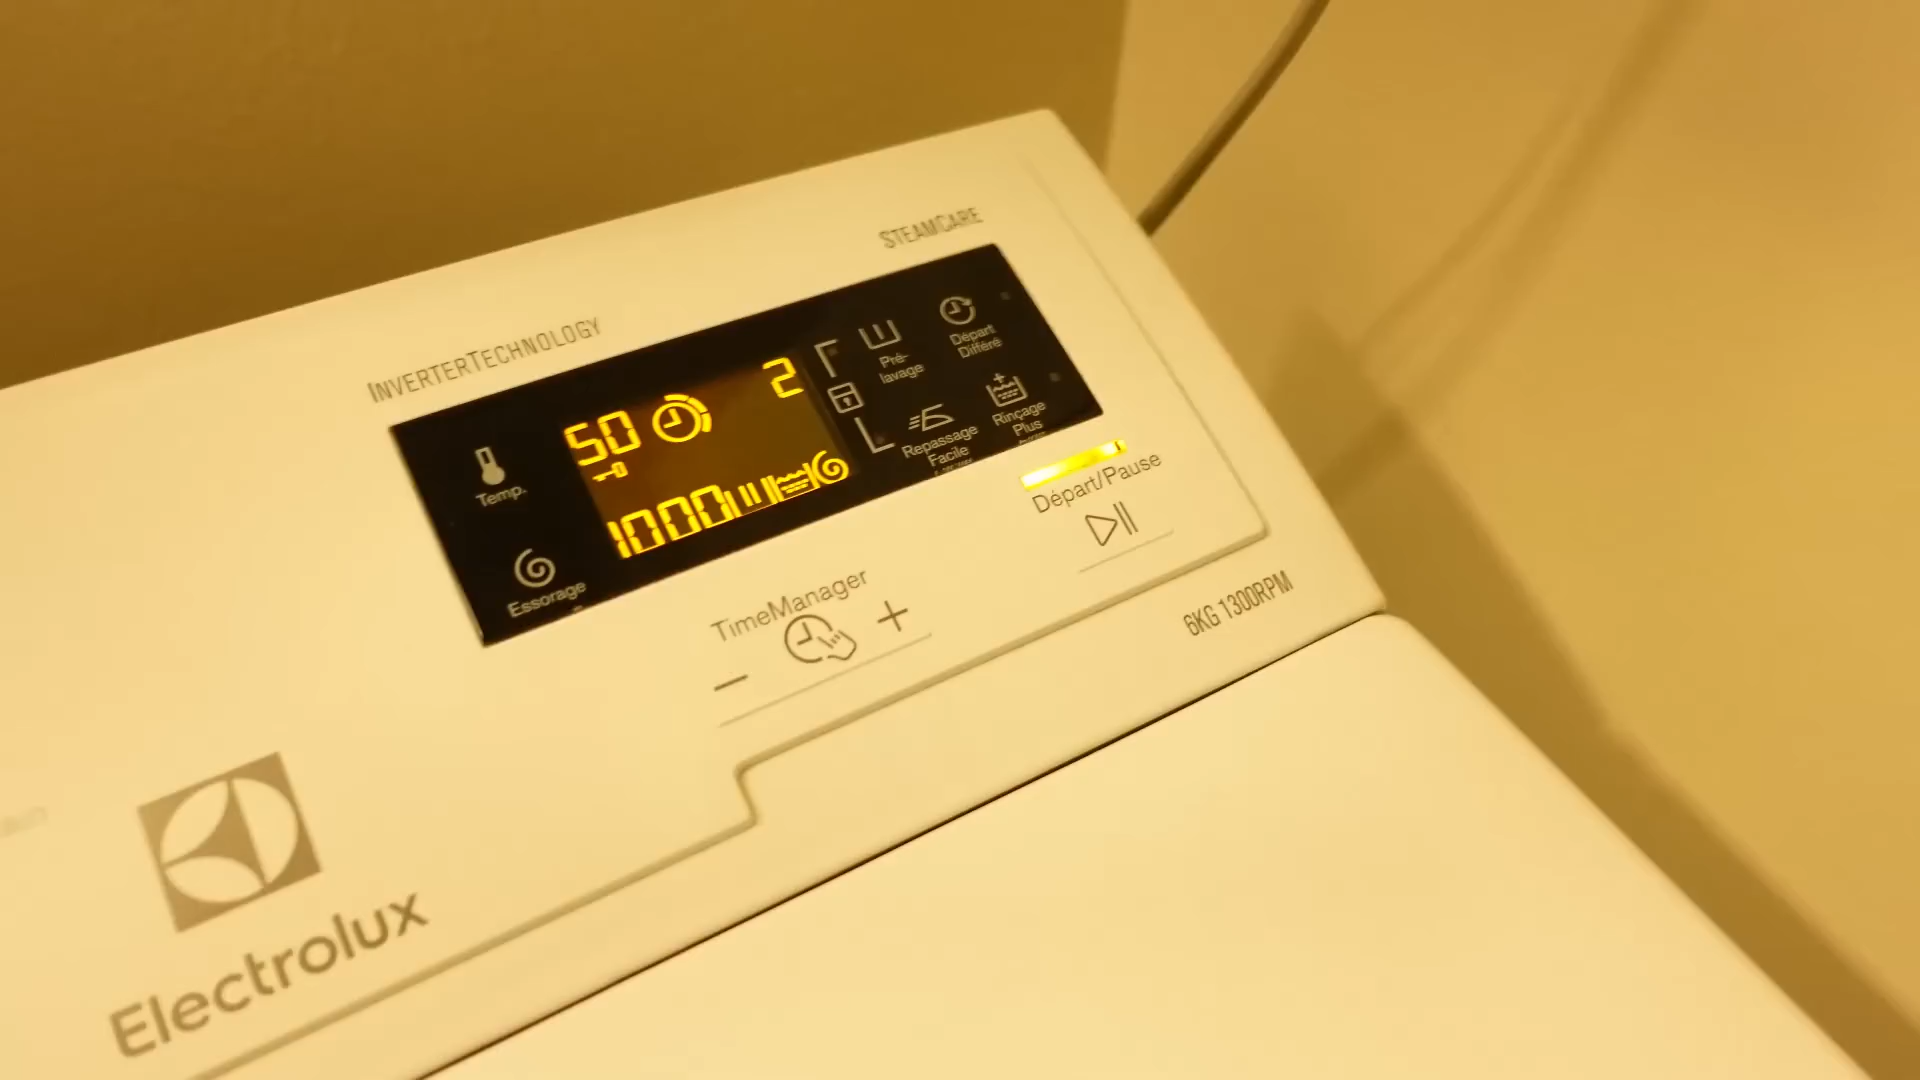 InverterTechnology
SteamCare
Temp.
Essorage
50
2
1000
Pré-
lavage
Départ
Différé
Repassage
Facile
Rinçage
Plus
Départ/Pause
TimeManager
- +
6KG 1300RPM
Electrolux